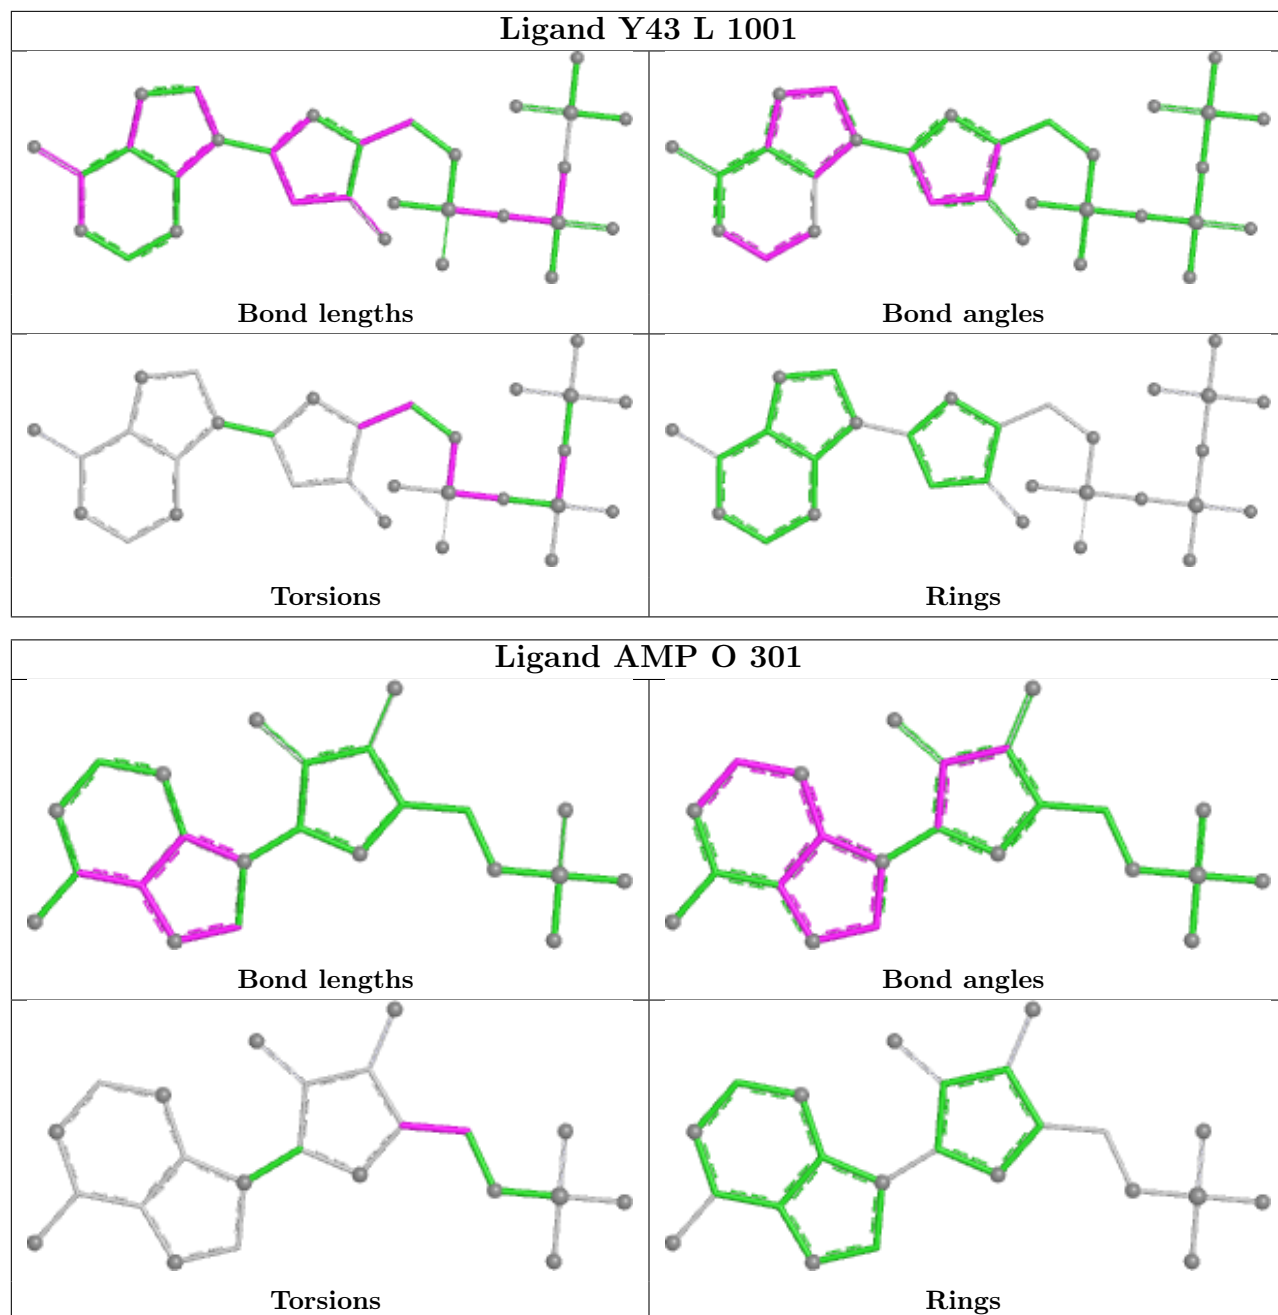 Ligand Y43 L 1001
Bond lengths
Bond angles
Torsions
Rings
Ligand AMP O 301
Bond lengths
Bond angles
Torsions
Rings